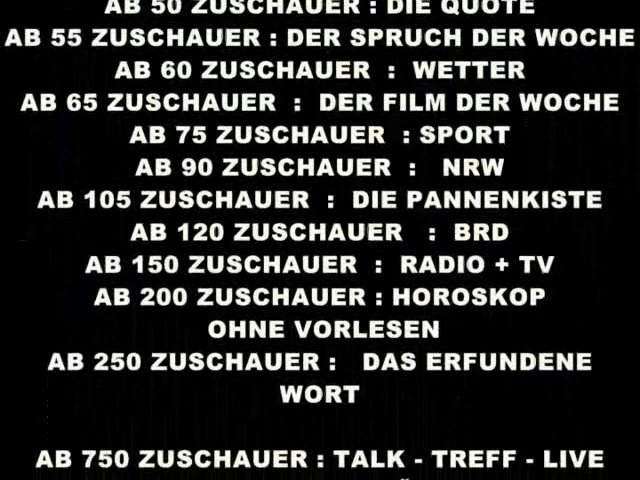 AB 50 ZUSCHAUER : DIE QUOTE
AB 55 ZUSCHAUER : DER SPRUCH DER WOCHE
AB 60 ZUSCHAUER : WETTER
AB 65 ZUSCHAUER : DER FILM DER WOCHE
AB 75 ZUSCHAUER : SPORT
AB 90 ZUSCHAUER : NRW
AB 105 ZUSCHAUER : DIE PANNENKISTE
AB 120 ZUSCHAUER : BRD
AB 150 ZUSCHAUER : RADIO + TV
AB 200 ZUSCHAUER : HOROSKOP
OHNE VORLESEN
AB 250 ZUSCHAUER : DAS ERFUNDENE
WORT
AB 750 ZUSCHAUER : TALK - TREFF - LIVE